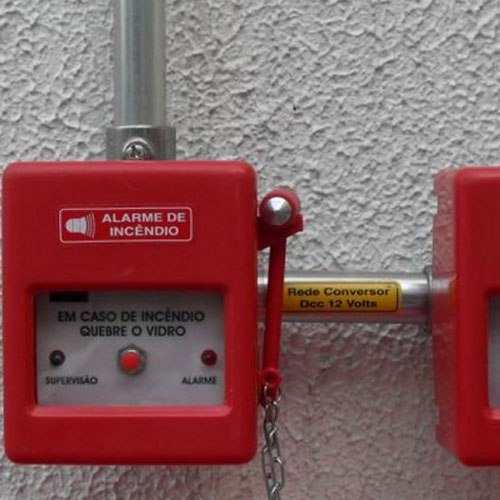 ALARME DE
INCÊNDIO
Rede Conversor
Dcc 12 Volts
EM CASO DE INCÊNDIO
QUEBRE O VIDRO
SUPERVISÃO
ALARME